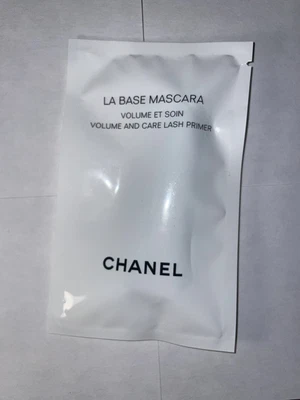 LA BASE MASCARA
VOLUME ET SOIN
VOLUME AND CARE LASH PRIMER
CHANEL